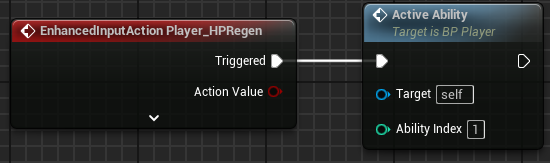 EnhancedInputAction Player_HPRegen
Triggered
Action Value
Active Ability
Target is BP Player
Target self
Ability Index 1